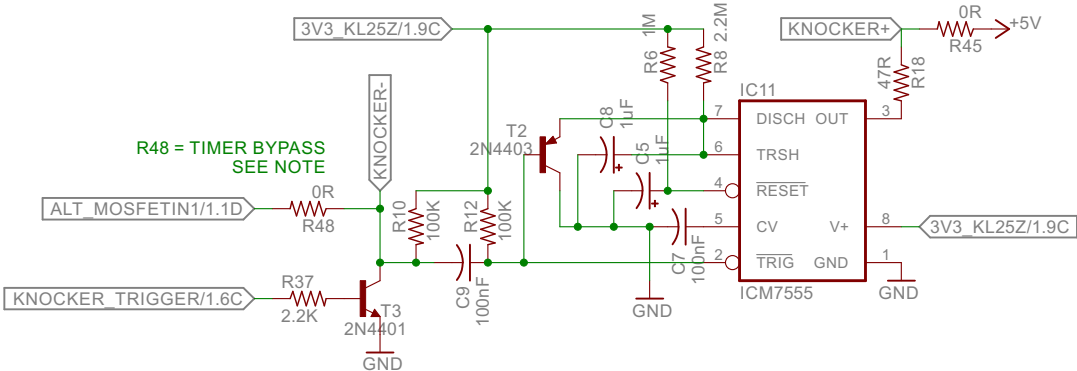 3V3_KL25Z/1.9C
1M
R6
2.2M
R8
KNOCKER+
0R
R45
+5V
47R
R18
IC11
KNOCKER-
R48 = TIMER BYPASS
SEE NOTE
T2
2N4403
C8
1uF
C5
1uF
7
DISCH
OUT
3
6
TRSH
4
RESET
5
CV
V+
8
3V3_KL25Z/1.9C
2
TRIG
GND
1
ICM7555
GND
ALT_MOSFETIN1/1.1D
0R
R48
R10
100K
R12
100K
C9
100nF
C7
100nF
GND
KNOCKER_TRIGGER/1.6C
R37
2.2K
T3
2N4401
GND